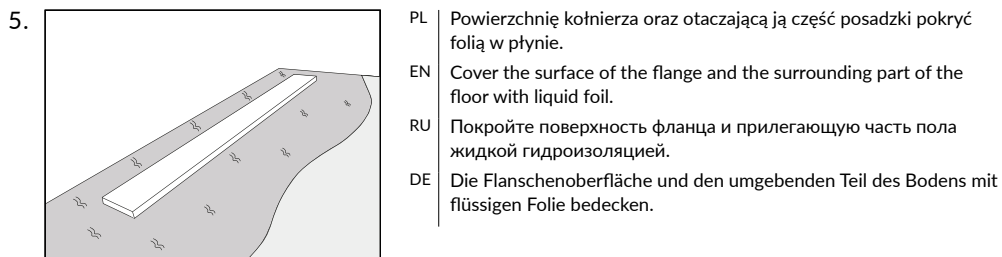 5.
PL Powierzchnię kołnierza oraz otaczającą ją część posadzki pokryć
folią w płynie.
EN Cover the surface of the flange and the surrounding part of the
floor with liquid foil.
RU Покройте поверхность фланца и прилегающую часть пола
жидкой гидроизоляцией.
DE Die Flanschenoberfläche und den umgebenden Teil des Bodens mit
flüssigen Folie bedecken.